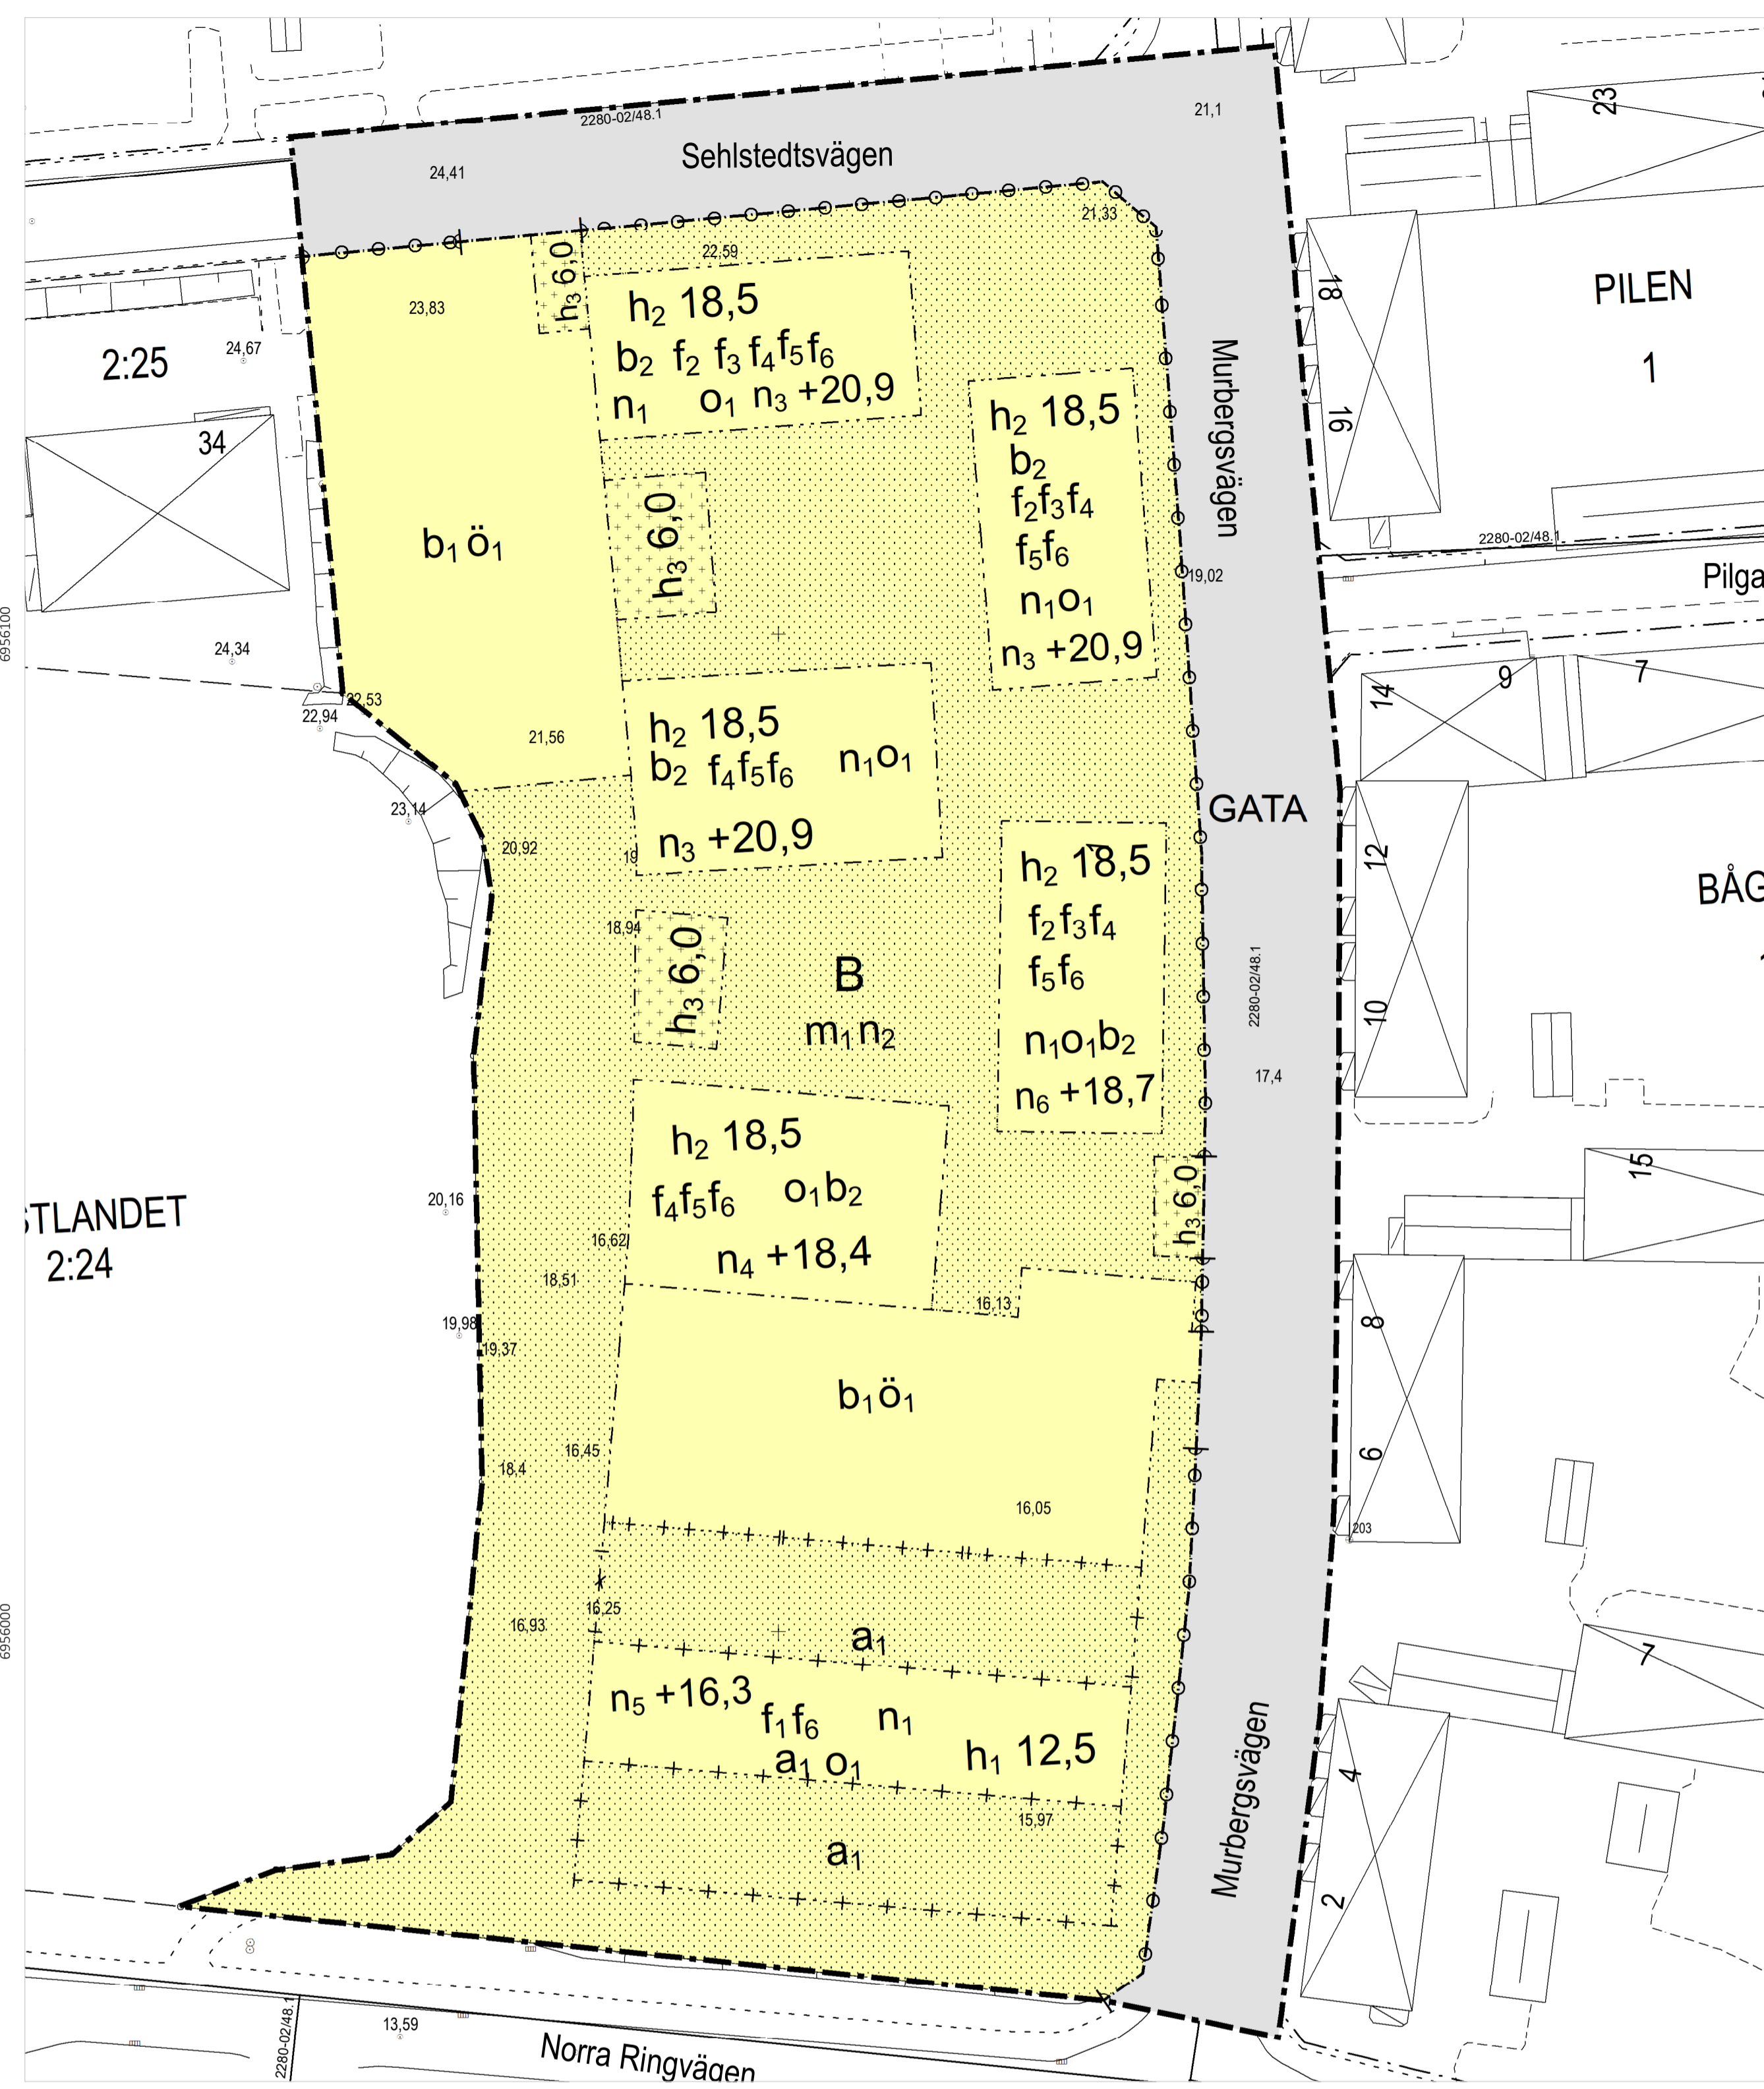 2280-02/48.1
21,1
23
Sehlstedtsvägen
24,41
21,33
22,59
h3 6,0
23,83
h2 18,5
b2 f2 f3 f4f5f6
n1 o1 n3 +20,9
18
PILEN
1
2:25
24,67
34
Murbergsvägen
16
h2 18,5
b2
f2f3f4
f5f6
n1o1
n3 +20,9
b1ö1
h3 6,0
2280-02/48.1
19,02
Pilga
6956100
24,34
22,53
22,94
14
9
7
21,56
h2 18,5
b2 f4f5f6 n1o1
n3 +20,9
23,14
20,92
19
GATA
12
h2 18,5
f2f3f4
f5f6
n1o1b2
n6 +18,7
BÅG
18,94
h3 6,0
B
m1n2
2280-02/48.1
10
17,4
h2 18,5
f4f5f6 o1b2
n4 +18,4
15
h3 6,0
STLANDET
2:24
20,16
16,62
18,51
16,13
19,98
19,37
8
b1ö1
16,45
18,4
6
16,05
203
6956000
16,93
16,25
a1
7
n5 +16,3
f1f6 n1
a1 o1
h1 12,5
4
15,97
Murbergsvägen
a1
2
13,59
2280-02/48.1
Norra Ringvägen